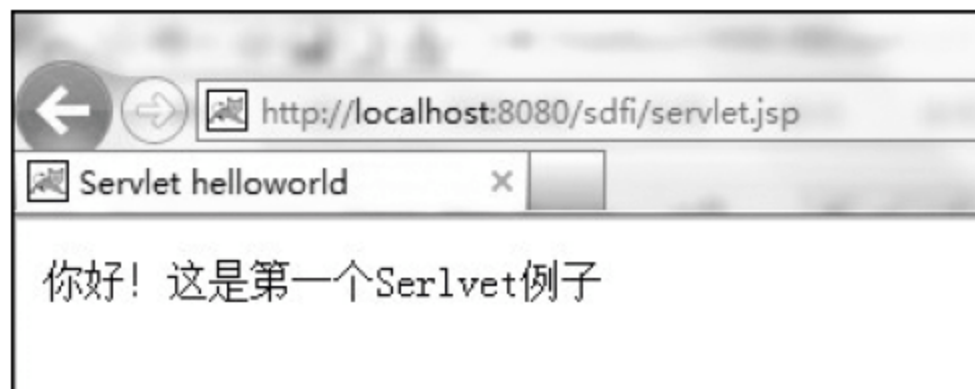 http://localhost:8080/sdfi/servlet.jsp
Servlet helloworld
你好！这是第一个Serlvet例子